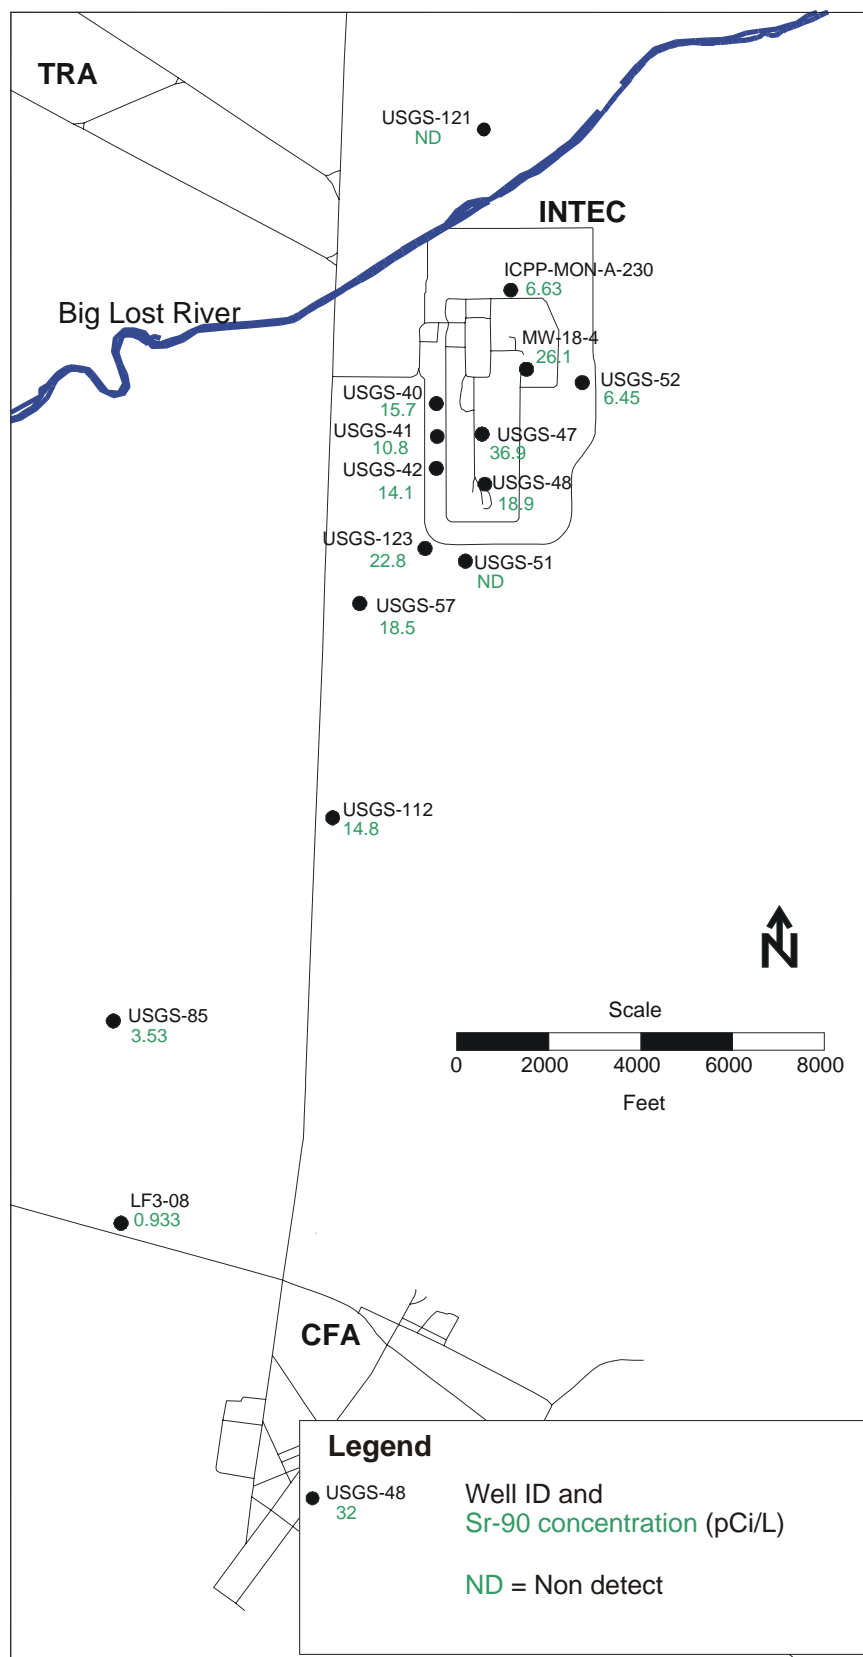 TRA
USGS-121
ND
INTEC
ICPP-MON-A-230
6.63
Big Lost River
MW-18-4
26.1
USGS-52
6.45
USGS-40
15.7
USGS-41
10.8
USGS-47
36.9
USGS-42
14.1
USGS-48
18.9
USGS-123
22.8
USGS-51
ND
USGS-57
18.5
USGS-112
14.8
N
USGS-85
3.53
Scale
0 2000 4000 6000 8000
Feet
LF3-08
0.933
CFA
Legend
USGS-48
32
Well ID and
Sr-90 concentration (pCi/L)
ND = Non detect